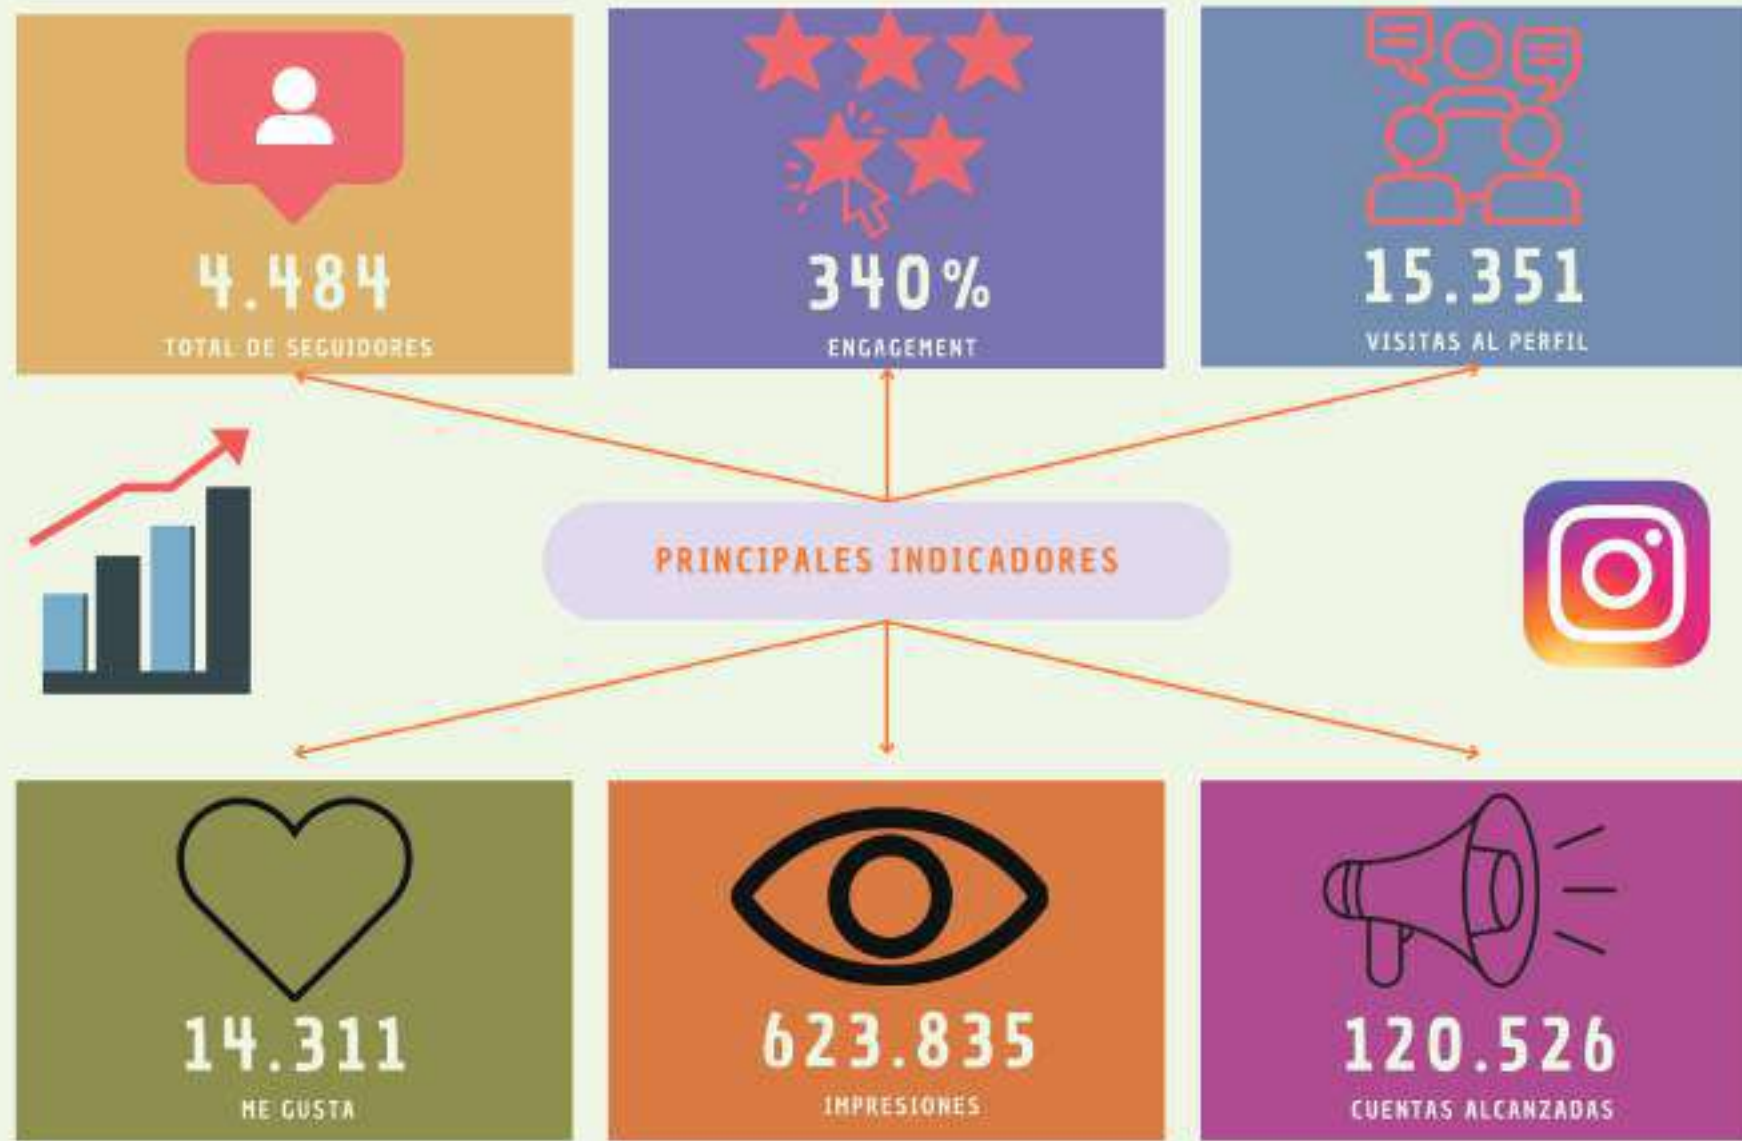 4.484
TOTAL DE SEGUIDORES
340%
ENGAGEMENT
15.351
VISITAS AL PERFIL
PRINCIPALES INDICADORES
14.311
ME GUSTA
623.835
IMPRESIONES
120.526
CUENTAS ALCANZADAS